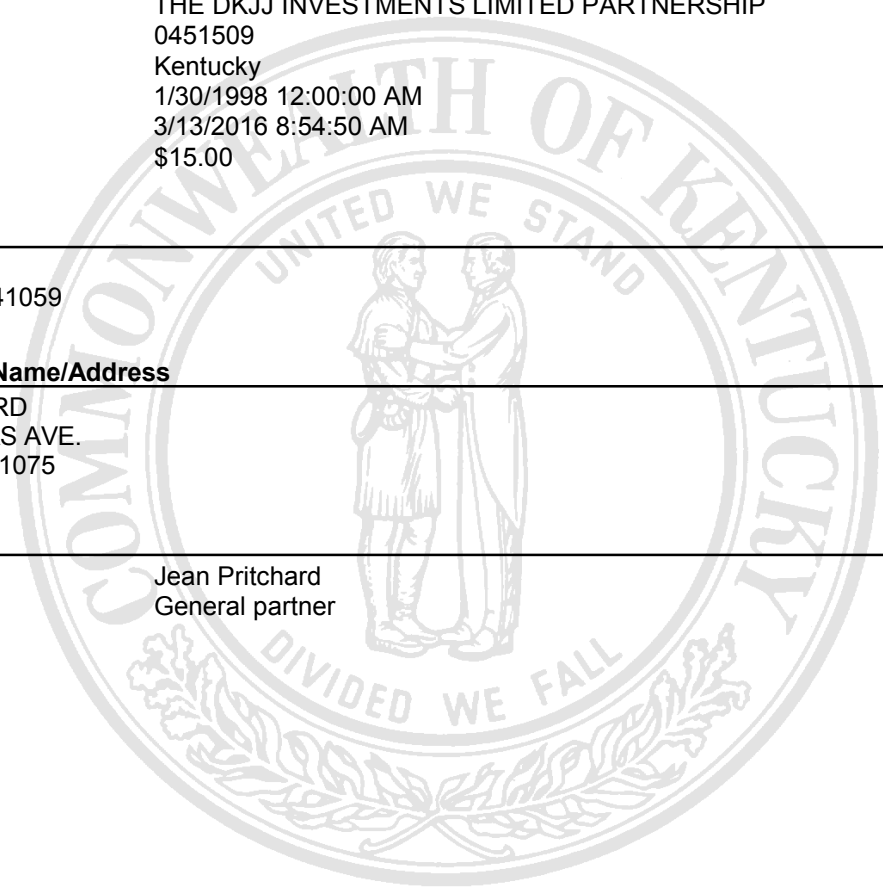 THE DKJJ INVESTMENTS LIMITED PARTNERSHIP
0451509
Kentucky
1/30/1998 12:00:00 AM
3/13/2016 8:54:50 AM
$15.00
COMMONWEALTH OF KENTUCKY
UNITED WE STAND
41059
Name/Address
RD
S AVE.
1075
Jean Pritchard
General partner
DIVIDED WE FALL